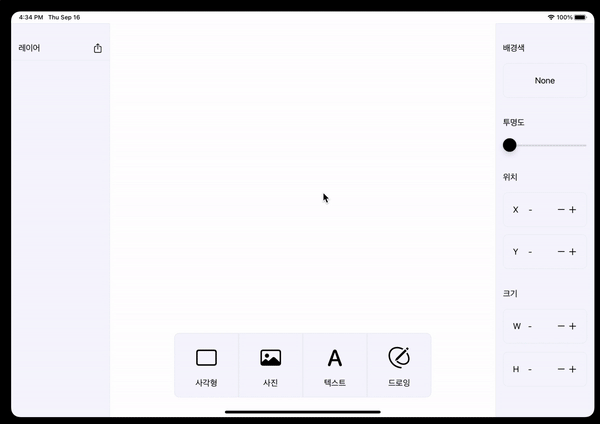 4:34 PM Thu Sep 16
100%
레이어
배경색
None
투명도
위치
X - − +
Y - − +
크기
W - − +
H - − +
사각형
사진
텍스트
드로잉